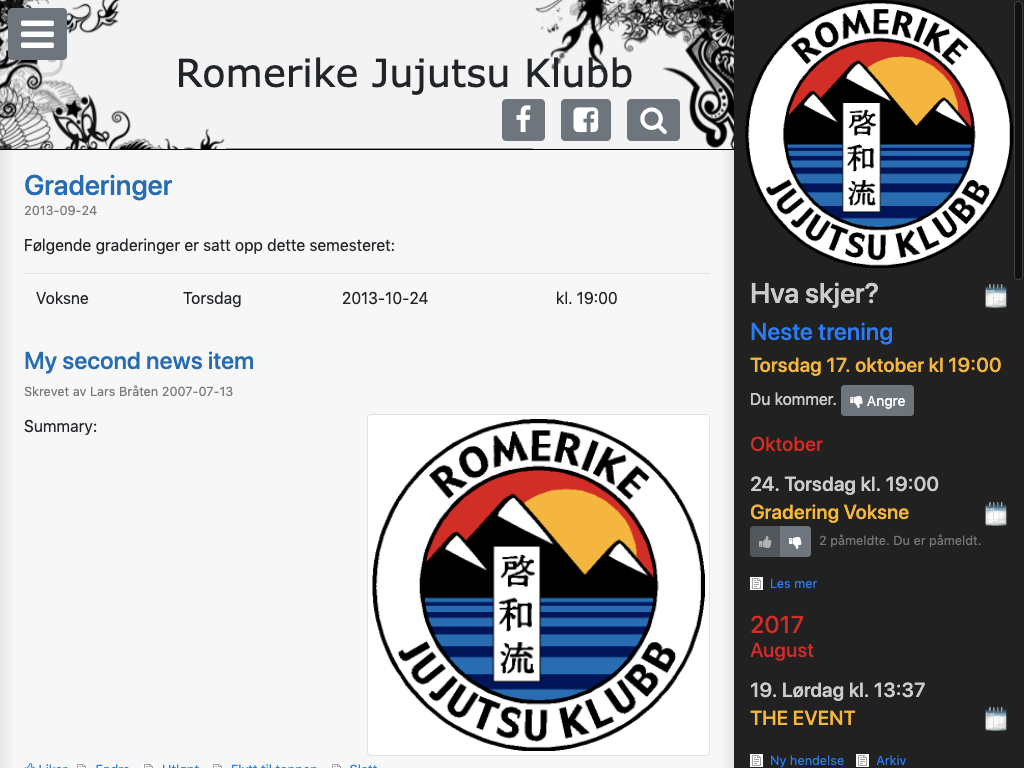 Romerike Jujutsu Klubb
Graderinger
2013-09-24
Følgende graderinger er satt opp dette semesteret:
Voksne Torsdag 2013-10-24 kl. 19:00
My second news item
Skrevet av Lars Bråten 2007-07-13
Summary:
ROMERIKE
啓和流
JUJUTSU KLUBB
Liker Endre Utløpt Flytt til toppen Slett
ROMERIKE
啓和流
JUJUTSU KLUBB
Hva skjer?
Neste trening
Torsdag 17. oktober kl 19:00
Du kommer. Angre
Oktober
24. Torsdag kl. 19:00
Gradering Voksne
2 påmeldte. Du er påmeldt.
Les mer
2017
August
19. Lørdag kl. 13:37
THE EVENT
Ny hendelse Arkiv